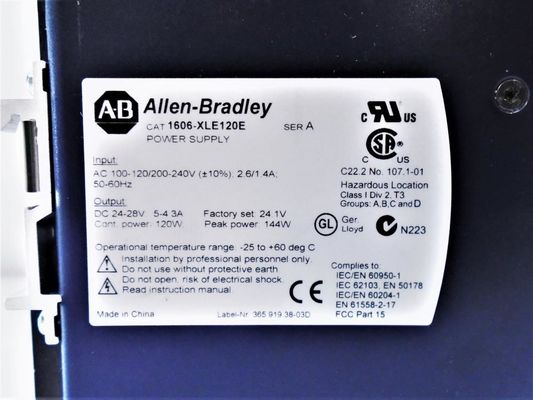 A-B Allen-Bradley
CAT 1606-XLE120E SER A
POWER SUPPLY
Input:
AC 100-120/200-240V (±10%); 2.6/1.4A;
50-60Hz
Output:
DC 24-28V 5-4.3A Factory set: 24.1V
Cont. power: 120W Peak power: 144W
Operational temperature range: -25 to +60 deg C
Installation by professional personnel only.
Do not use without protective earth
Do not open, risk of electrical shock.
Read instruction manual.
Made in China
Label-Nr. 365.919.38-03D
C UR US
C SA US
C22.2 No. 107.1-01
Hazardous Location
Class I Div 2. T3
Groups: A,B,C and D
GL Ger. Lloyd
N223
CE
Complies to:
IEC/EN 60950-1
IEC 62103, EN 50178
IEC/EN 60204-1
EN 61558-2-17
FCC Part 15